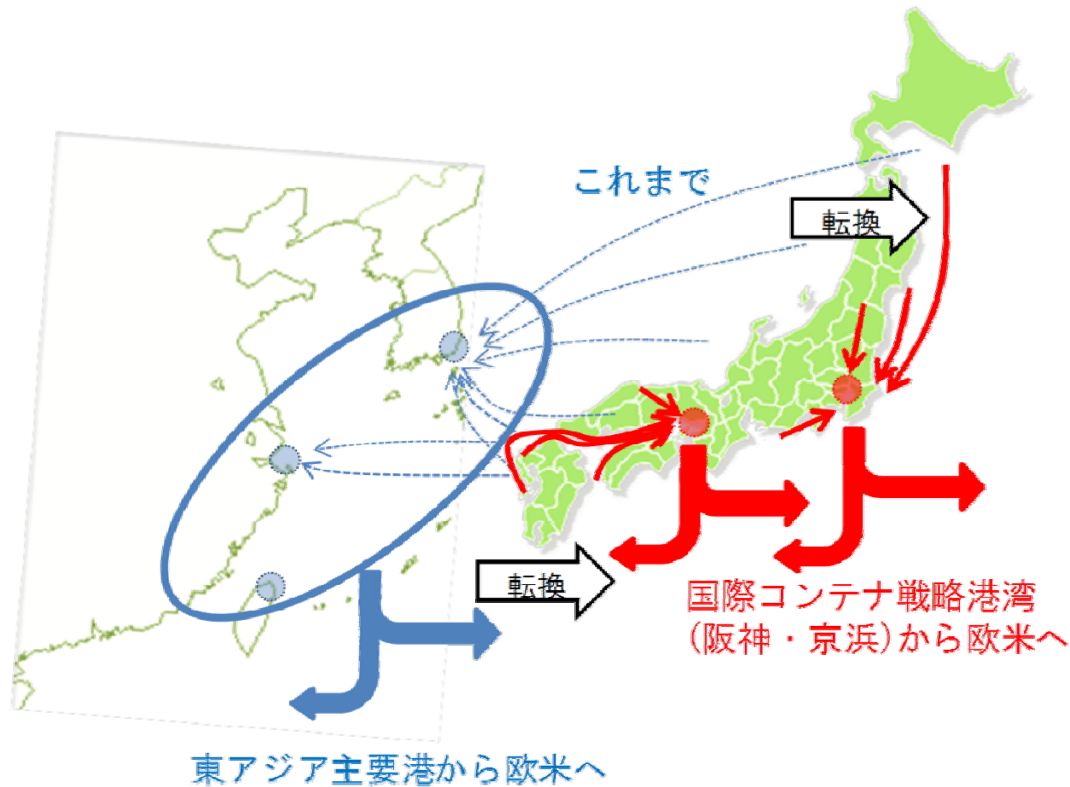 これまで
転換
転換
国際コンテナ戦略港湾
(阪神・京浜)から欧米へ
東アジア主要港から欧米へ